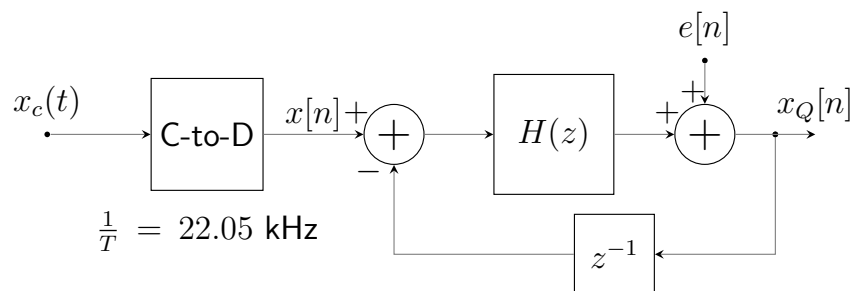 e[n]
x_c(t)
C-to-D
x[n]
+
+
−
H(z)
+
+
+
x_Q[n]
1/T = 22.05 kHz
z^{-1}